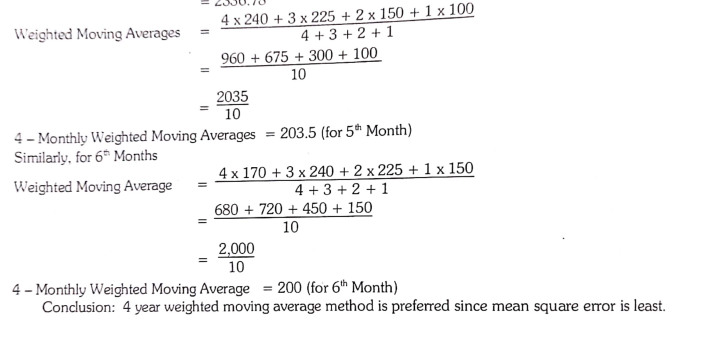 = 2556.78
Weighted Moving Averages = 4 x 240 + 3 x 225 + 2 x 150 + 1 x 100
4 + 3 + 2 + 1
= 960 + 675 + 300 + 100
10
= 2035
10
4 – Monthly Weighted Moving Averages = 203.5 (for 5th Month)
Similarly, for 6th Months
Weighted Moving Average = 4 x 170 + 3 x 240 + 2 x 225 + 1 x 150
4 + 3 + 2 + 1
= 680 + 720 + 450 + 150
10
= 2,000
10
4 – Monthly Weighted Moving Average = 200 (for 6th Month)
Conclusion: 4 year weighted moving average method is preferred since mean square error is least.